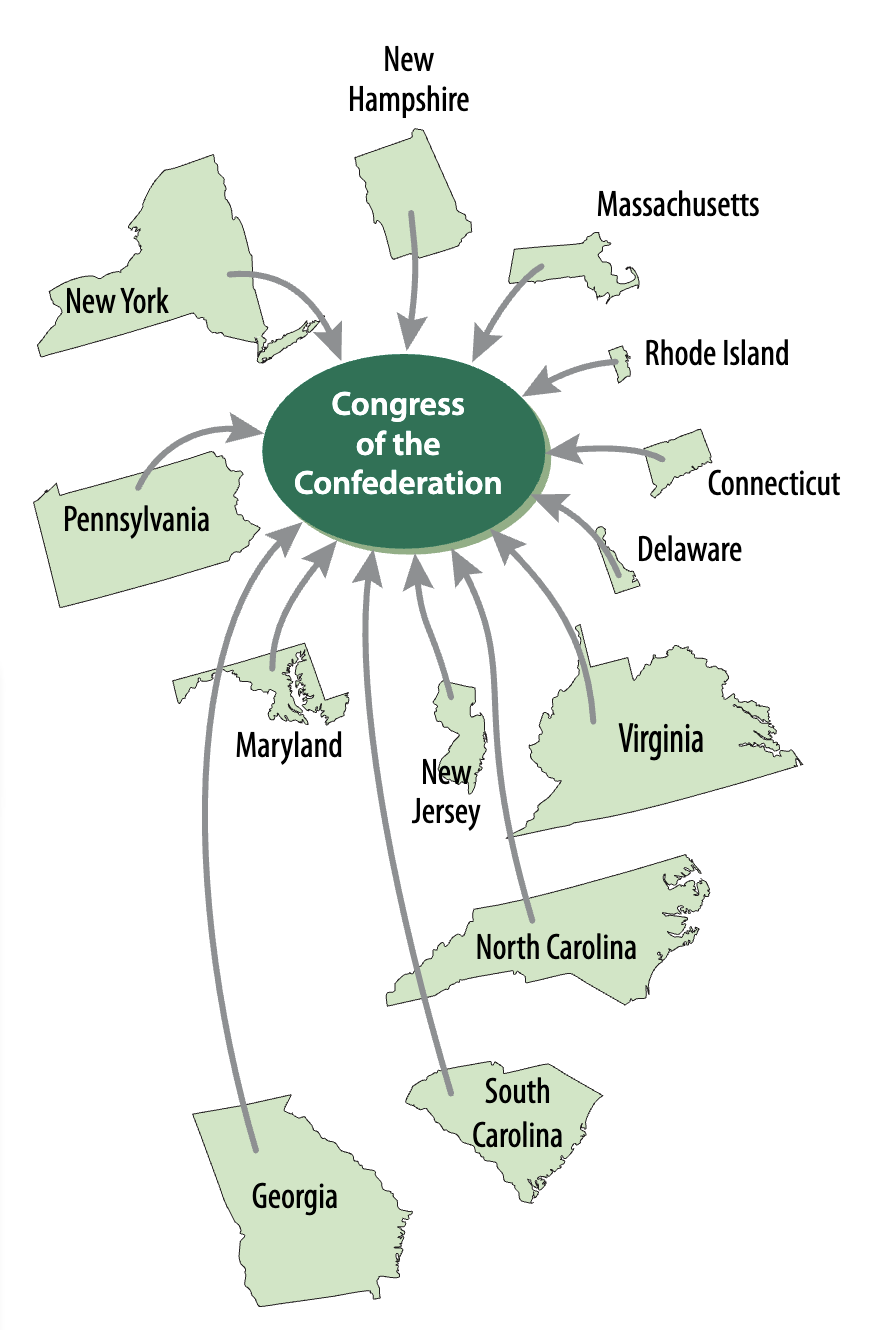 New
Hampshire
Massachusetts
New York
Rhode Island
Congress
of the
Confederation
Connecticut
Pennsylvania
Delaware
Maryland
Virginia
New
Jersey
North Carolina
South
Carolina
Georgia